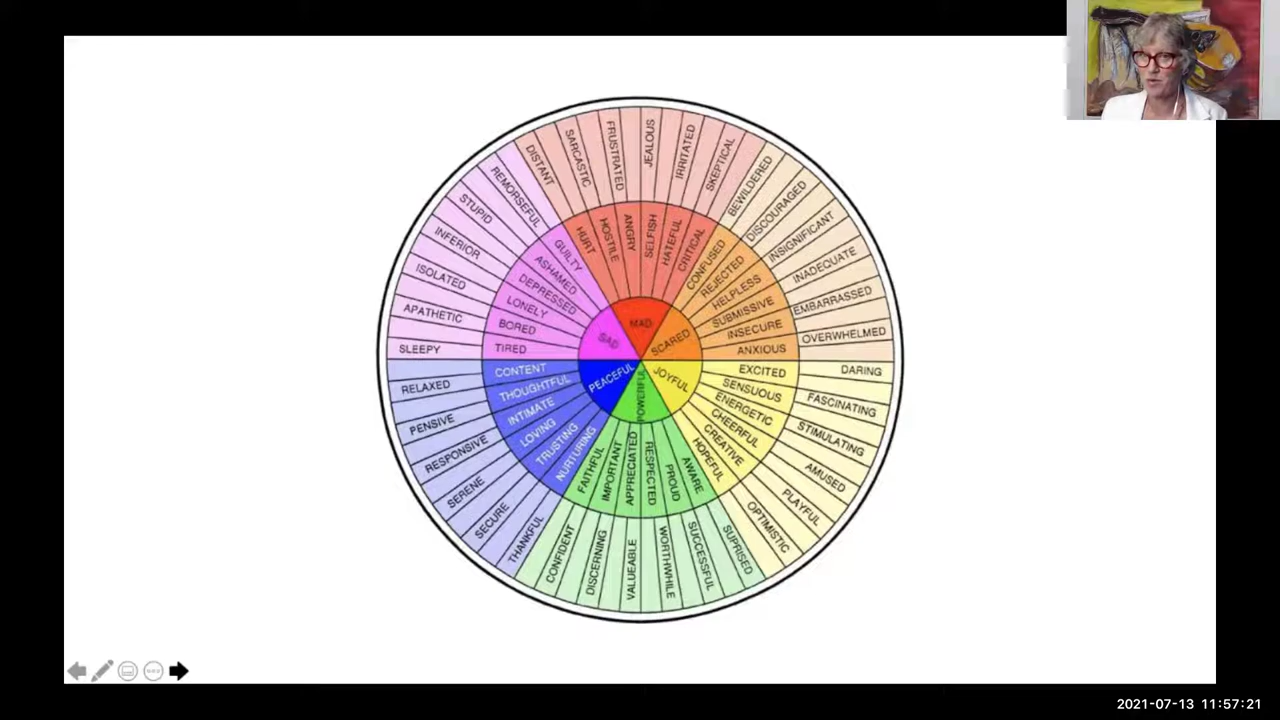 MAD
SCARED
JOYFUL
POWERFUL
PEACEFUL
SAD
HURT
HOSTILE
ANGRY
SELFISH
HATEFUL
CRITICAL
CONFUSED
REJECTED
HELPLESS
SUBMISSIVE
INSECURE
ANXIOUS
EXCITED
SENSUOUS
ENERGETIC
CHEERFUL
CREATIVE
HOPEFUL
AWARE
PROUD
RESPECTED
APPRECIATED
IMPORTANT
FAITHFUL
NURTURING
TRUSTING
LOVING
INTIMATE
THOUGHTFUL
CONTENT
TIRED
BORED
LONELY
DEPRESSED
ASHAMED
GUILTY
DISTANT
SARCASTIC
FRUSTRATED
JEALOUS
IRRITATED
SKEPTICAL
BEWILDERED
DISCOURAGED
INSIGNIFICANT
INADEQUATE
EMBARRASSED
OVERWHELMED
DARING
FASCINATING
STIMULATING
AMUSED
PLAYFUL
OPTIMISTIC
SUPRISED
SUCCESSFUL
WORTHWHILE
VALUEABLE
DISCERNING
CONFIDENT
THANKFUL
SECURE
SERENE
RESPONSIVE
PENSIVE
RELAXED
SLEEPY
APATHETIC
ISOLATED
INFERIOR
STUPID
REMORSEFUL
2021-07-13 11:57:21